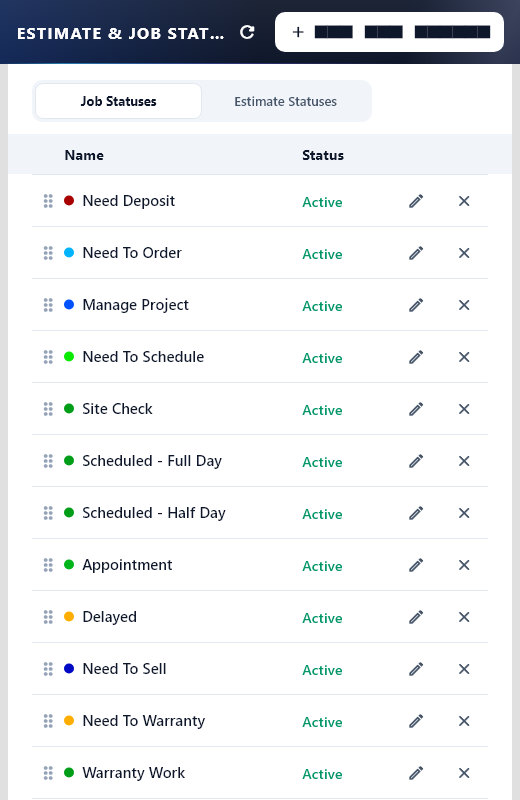 ESTIMATE & JOB STAT...
Job Statuses
Estimate Statuses
Name Status
Need Deposit Active
Need To Order Active
Manage Project Active
Need To Schedule Active
Site Check Active
Scheduled - Full Day Active
Scheduled - Half Day Active
Appointment Active
Delayed Active
Need To Sell Active
Need To Warranty Active
Warranty Work Active